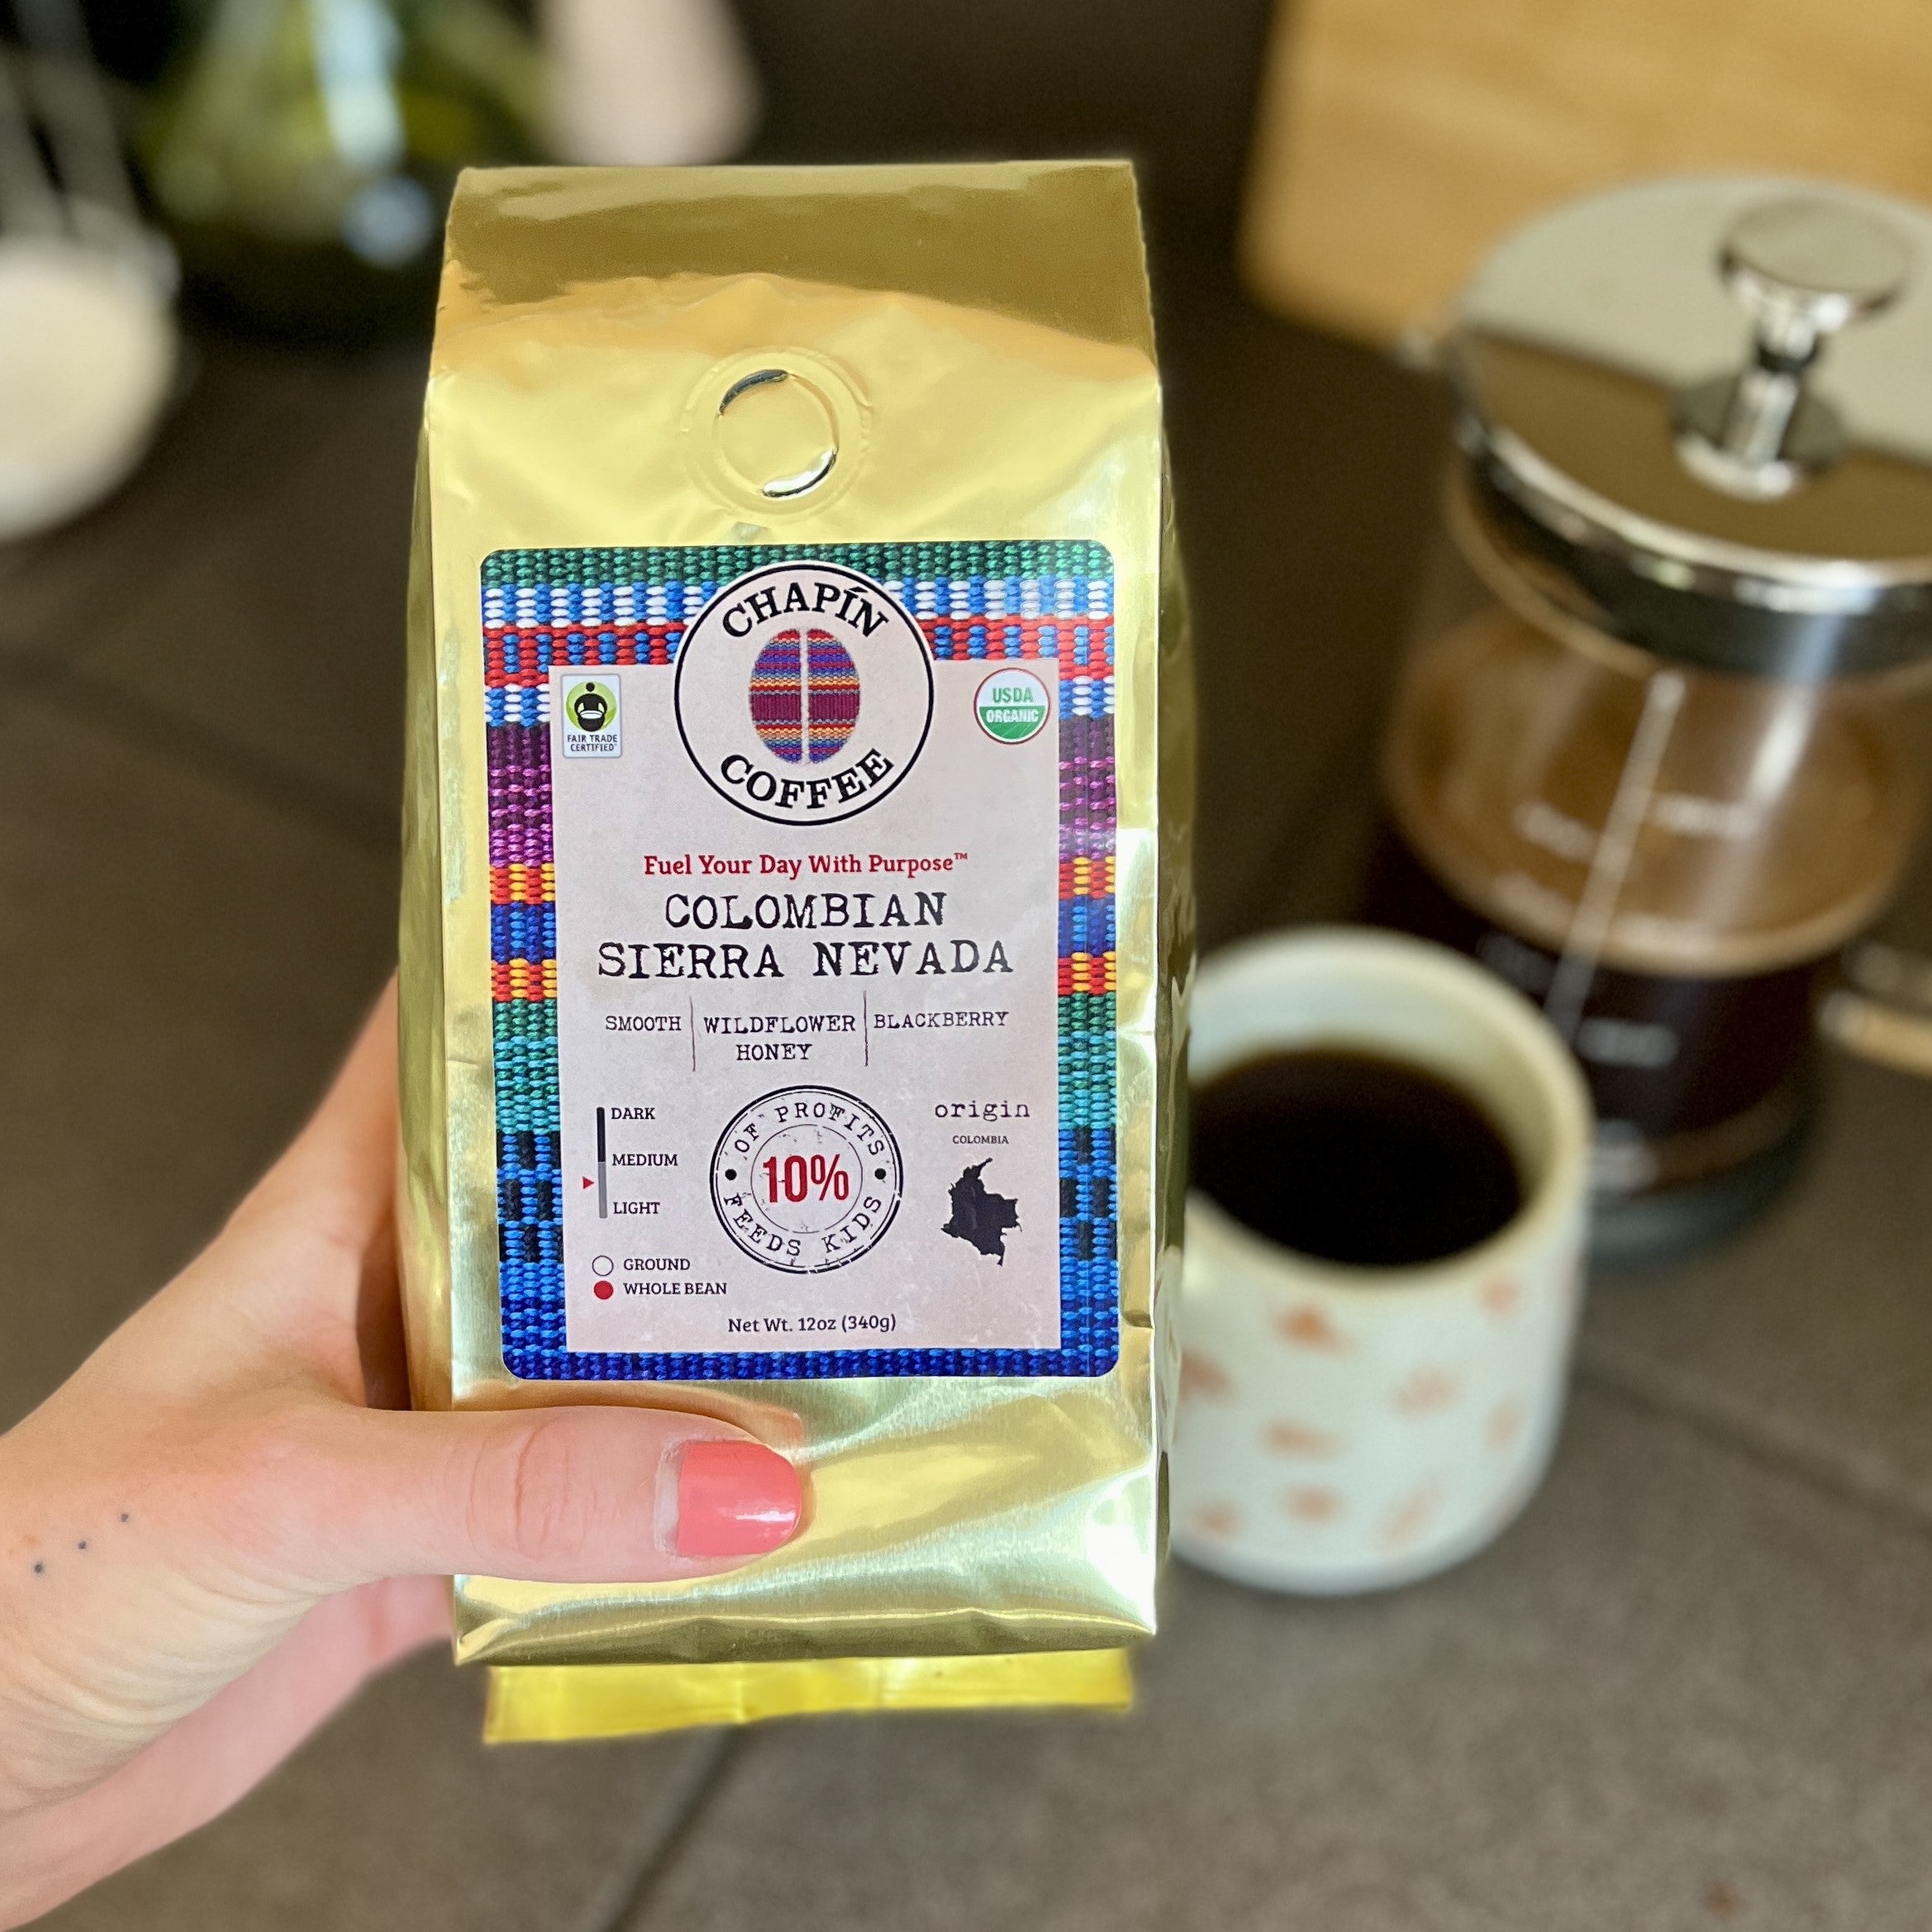 CHAPÍN
COFFEE
FAIR TRADE
CERTIFIED
USDA
ORGANIC
Fuel Your Day With Purpose™
COLOMBIAN
SIERRA NEVADA
SMOOTH
WILDFLOWER
HONEY
BLACKBERRY
DARK
MEDIUM
LIGHT
OF PROFITS
10%
FEEDS KIDS
origin
COLOMBIA
GROUND
WHOLE BEAN
Net Wt. 12oz (340g)